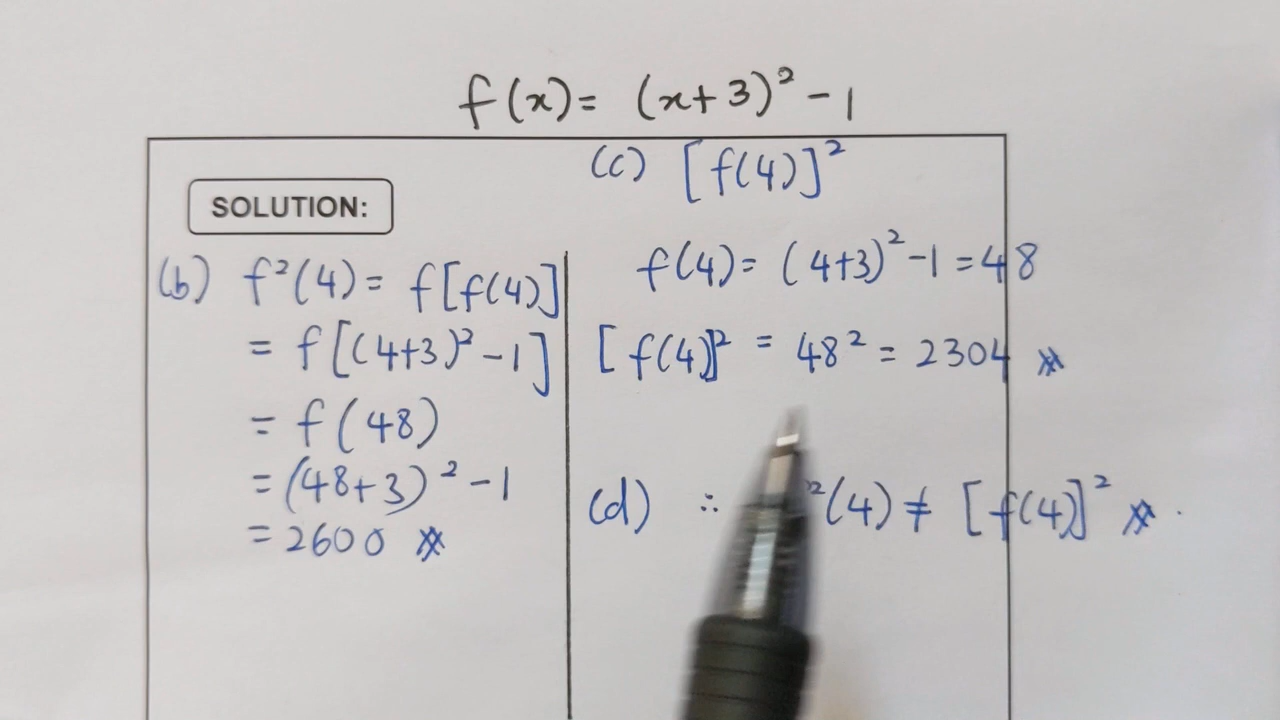 f(x) = (x+3)² - 1
SOLUTION:
(b) f²(4) = f[f(4)]
= f[(4+3)² - 1]
= f(48)
= (48+3)² - 1
= 2600
(c) [f(4)]²
f(4) = (4+3)² - 1 = 48
[f(4)]² = 48² = 2304
(d) ∴ ²(4) ≠ [f(4)]²